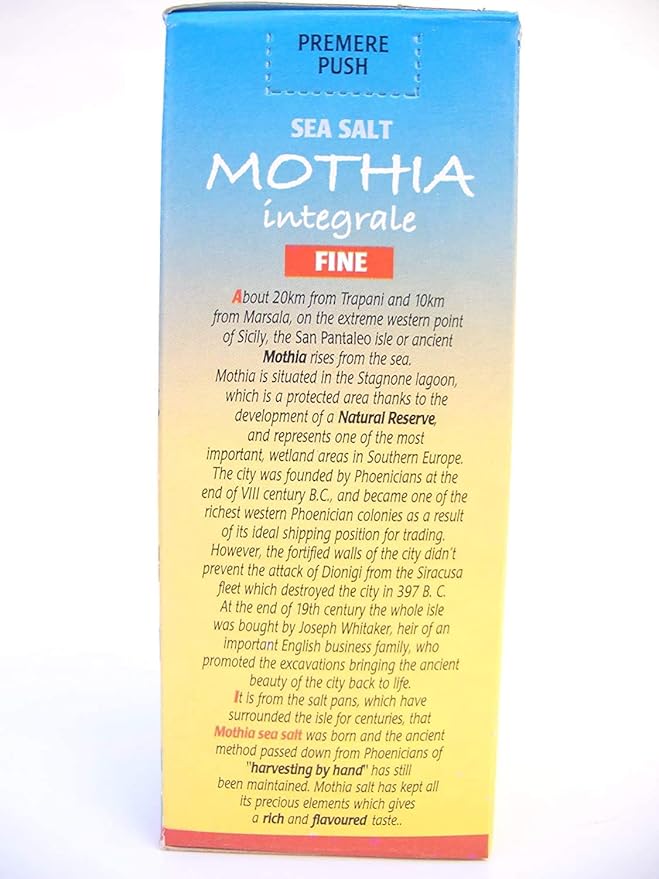 PREMERE
PUSH
SEA SALT
MOTHIA
integrale
FINE
About 20km from Trapani and 10km
from Marsala, on the extreme western point
of Sicily, the San Pantaleo isle or ancient
Mothia rises from the sea.
Mothia is situated in the Stagnone lagoon,
which is a protected area thanks to the
development of a Natural Reserve,
and represents one of the most
important, wetland areas in Southern Europe.
The city was founded by Phoenicians at the
end of VIII century B.C., and became one of the
richest western Phoenician colonies as a result
of its ideal shipping position for trading.
However, the fortified walls of the city didn't
prevent the attack of Dionigi from the Siracusa
fleet which destroyed the city in 397 B. C.
At the end of 19th century the whole isle
was bought by Joseph Whitaker, heir of an
important English business family, who
promoted the excavations bringing the ancient
beauty of the city back to life.
It is from the salt pans, which have
surrounded the isle for centuries, that
Mothia sea salt was born and the ancient
method passed down from Phoenicians of
"harvesting by hand" has still
been maintained. Mothia salt has kept all
its precious elements which gives
a rich and flavoured taste..